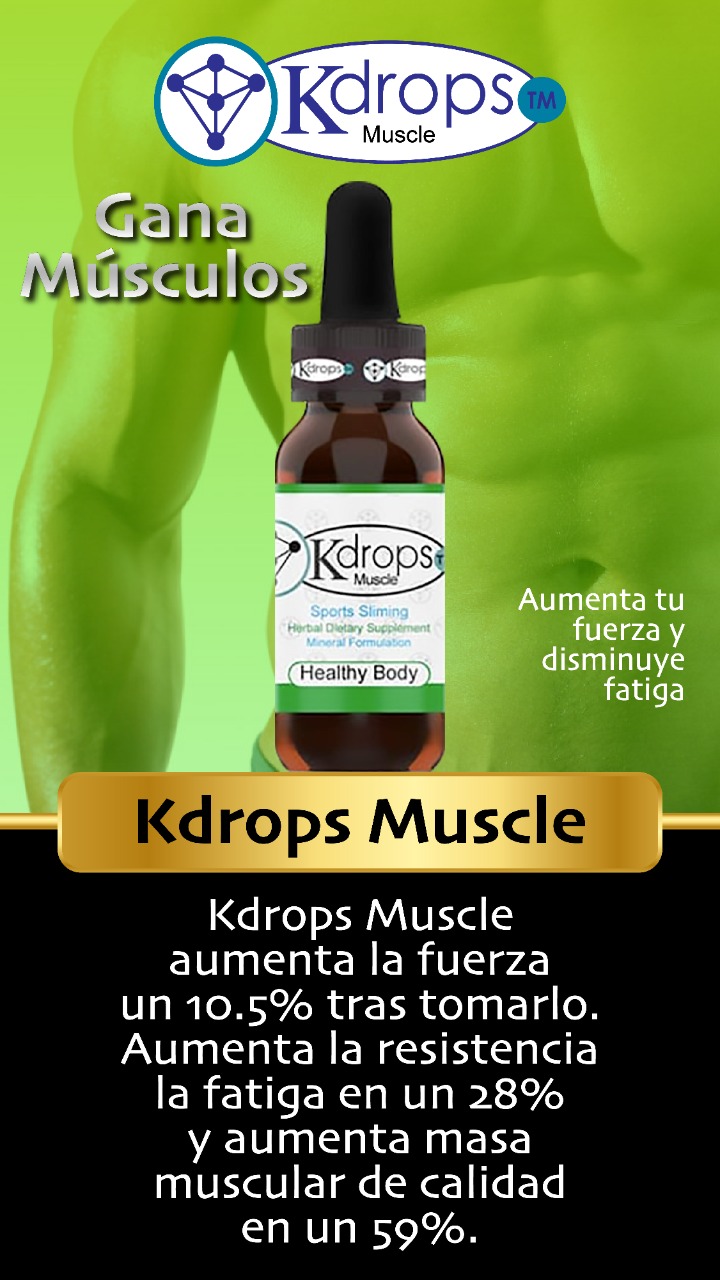 Kdrops TM
Muscle
Gana
Músculos
Kdrops Kdrop
Kdrops
Muscle
Sports Sliming
Herbal Dietary Supplement
Mineral Formulation
Healthy Body
Aumenta tu
fuerza y
disminuye
fatiga
Kdrops Muscle
Kdrops Muscle
aumenta la fuerza
un 10.5% tras tomarlo.
Aumenta la resistencia
la fatiga en un 28%
y aumenta masa
muscular de calidad
en un 59%.